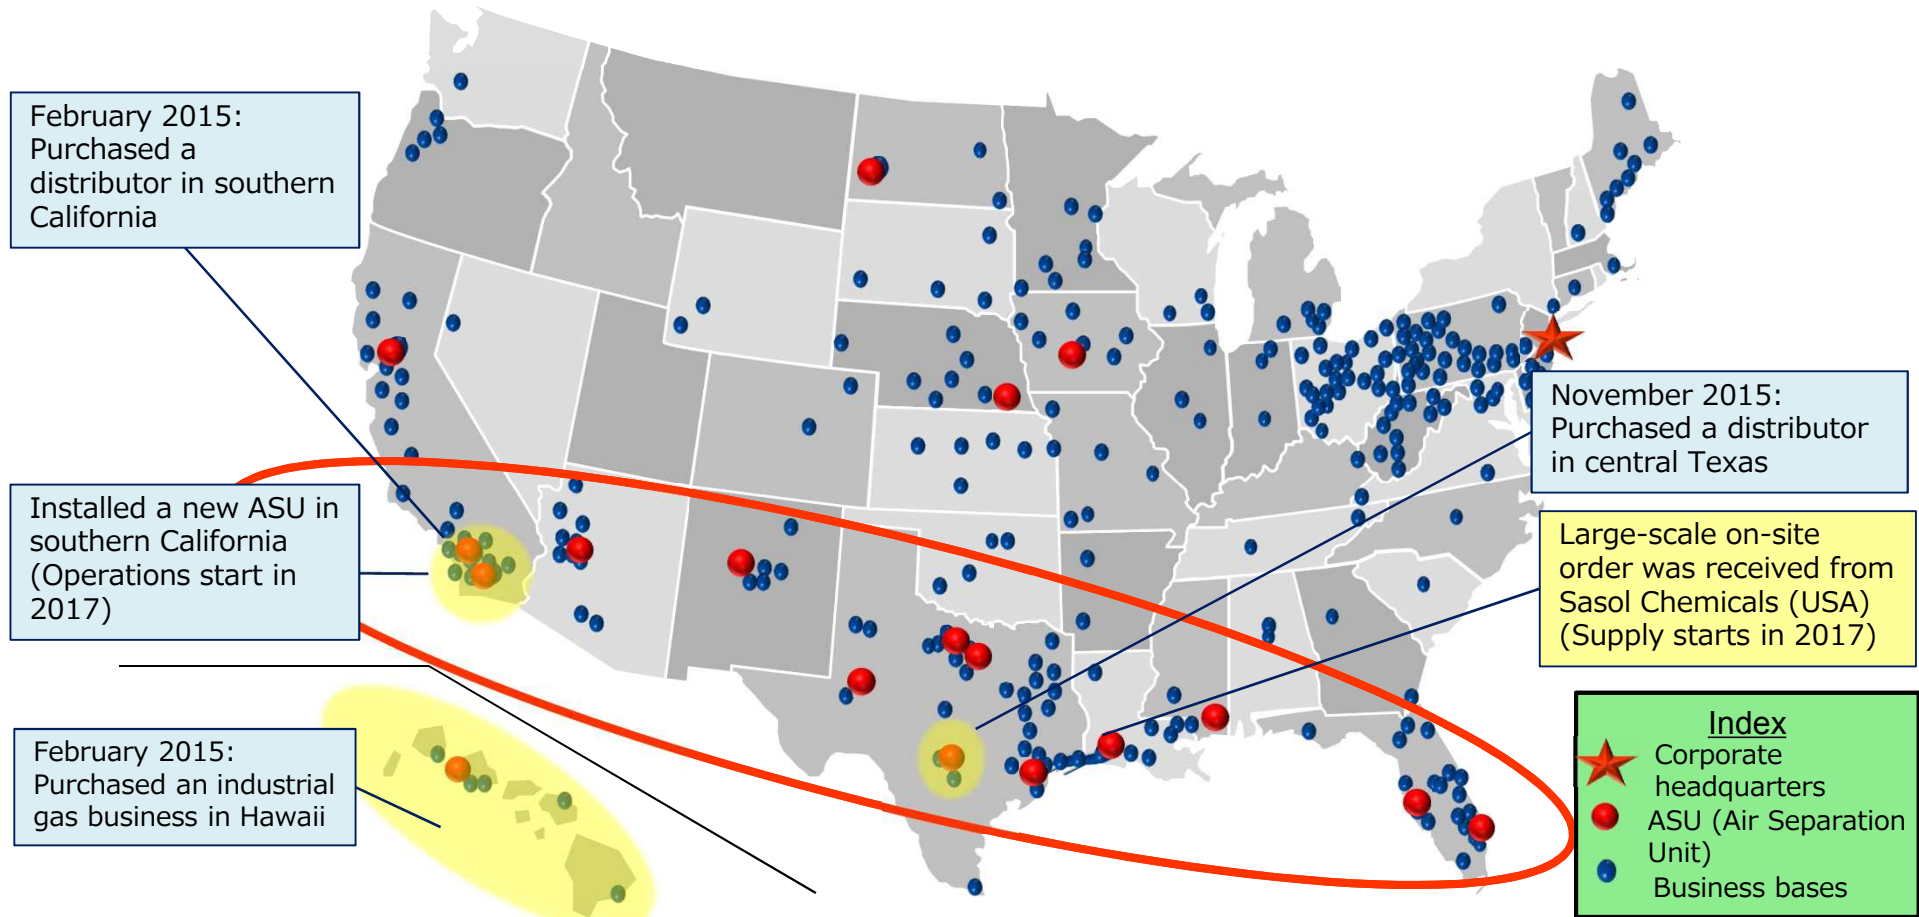 February 2015:
Purchased a
distributor in southern
California
Installed a new ASU in
southern California
(Operations start in
2017)
February 2015:
Purchased an industrial
gas business in Hawaii
November 2015:
Purchased a distributor
in central Texas
Large-scale on-site
order was received from
Sasol Chemicals (USA)
(Supply starts in 2017)
Index
Corporate
headquarters
ASU (Air Separation
Unit)
Business bases